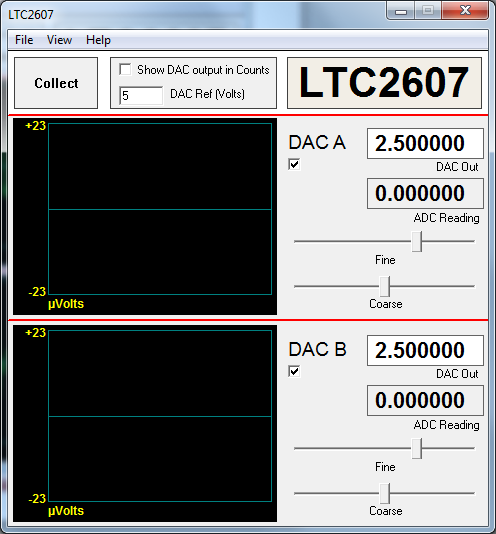 LTC2607
File View Help
Collect
Show DAC output in Counts
5 DAC Ref (Volts)
LTC2607
+23
-23
µVolts
DAC A
2.500000
DAC Out
0.000000
ADC Reading
Fine
Coarse
+23
-23
µVolts
DAC B
2.500000
DAC Out
0.000000
ADC Reading
Fine
Coarse